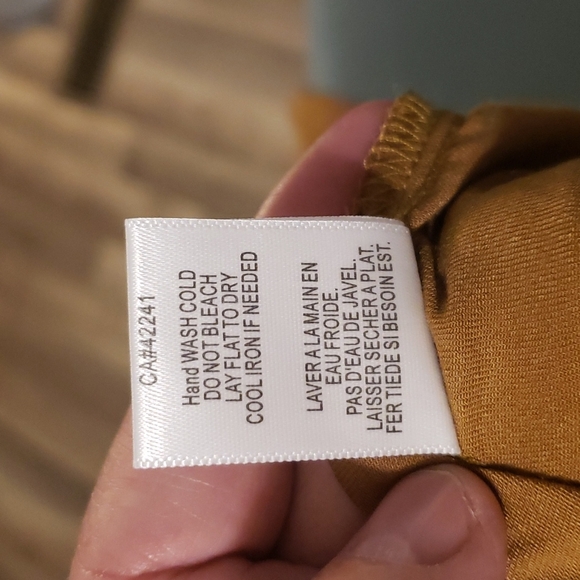 CA#42241
Hand WASH COLD
DO NOT BLEACH
LAY FLAT TO DRY
COOL IRON IF NEEDED
LAVER A LA MAIN EN
EAU FROIDE.
PAS D'EAU DE JAVEL.
LAISSER SECHER A PLAT.
FER TIEDE SI BESOIN EST.